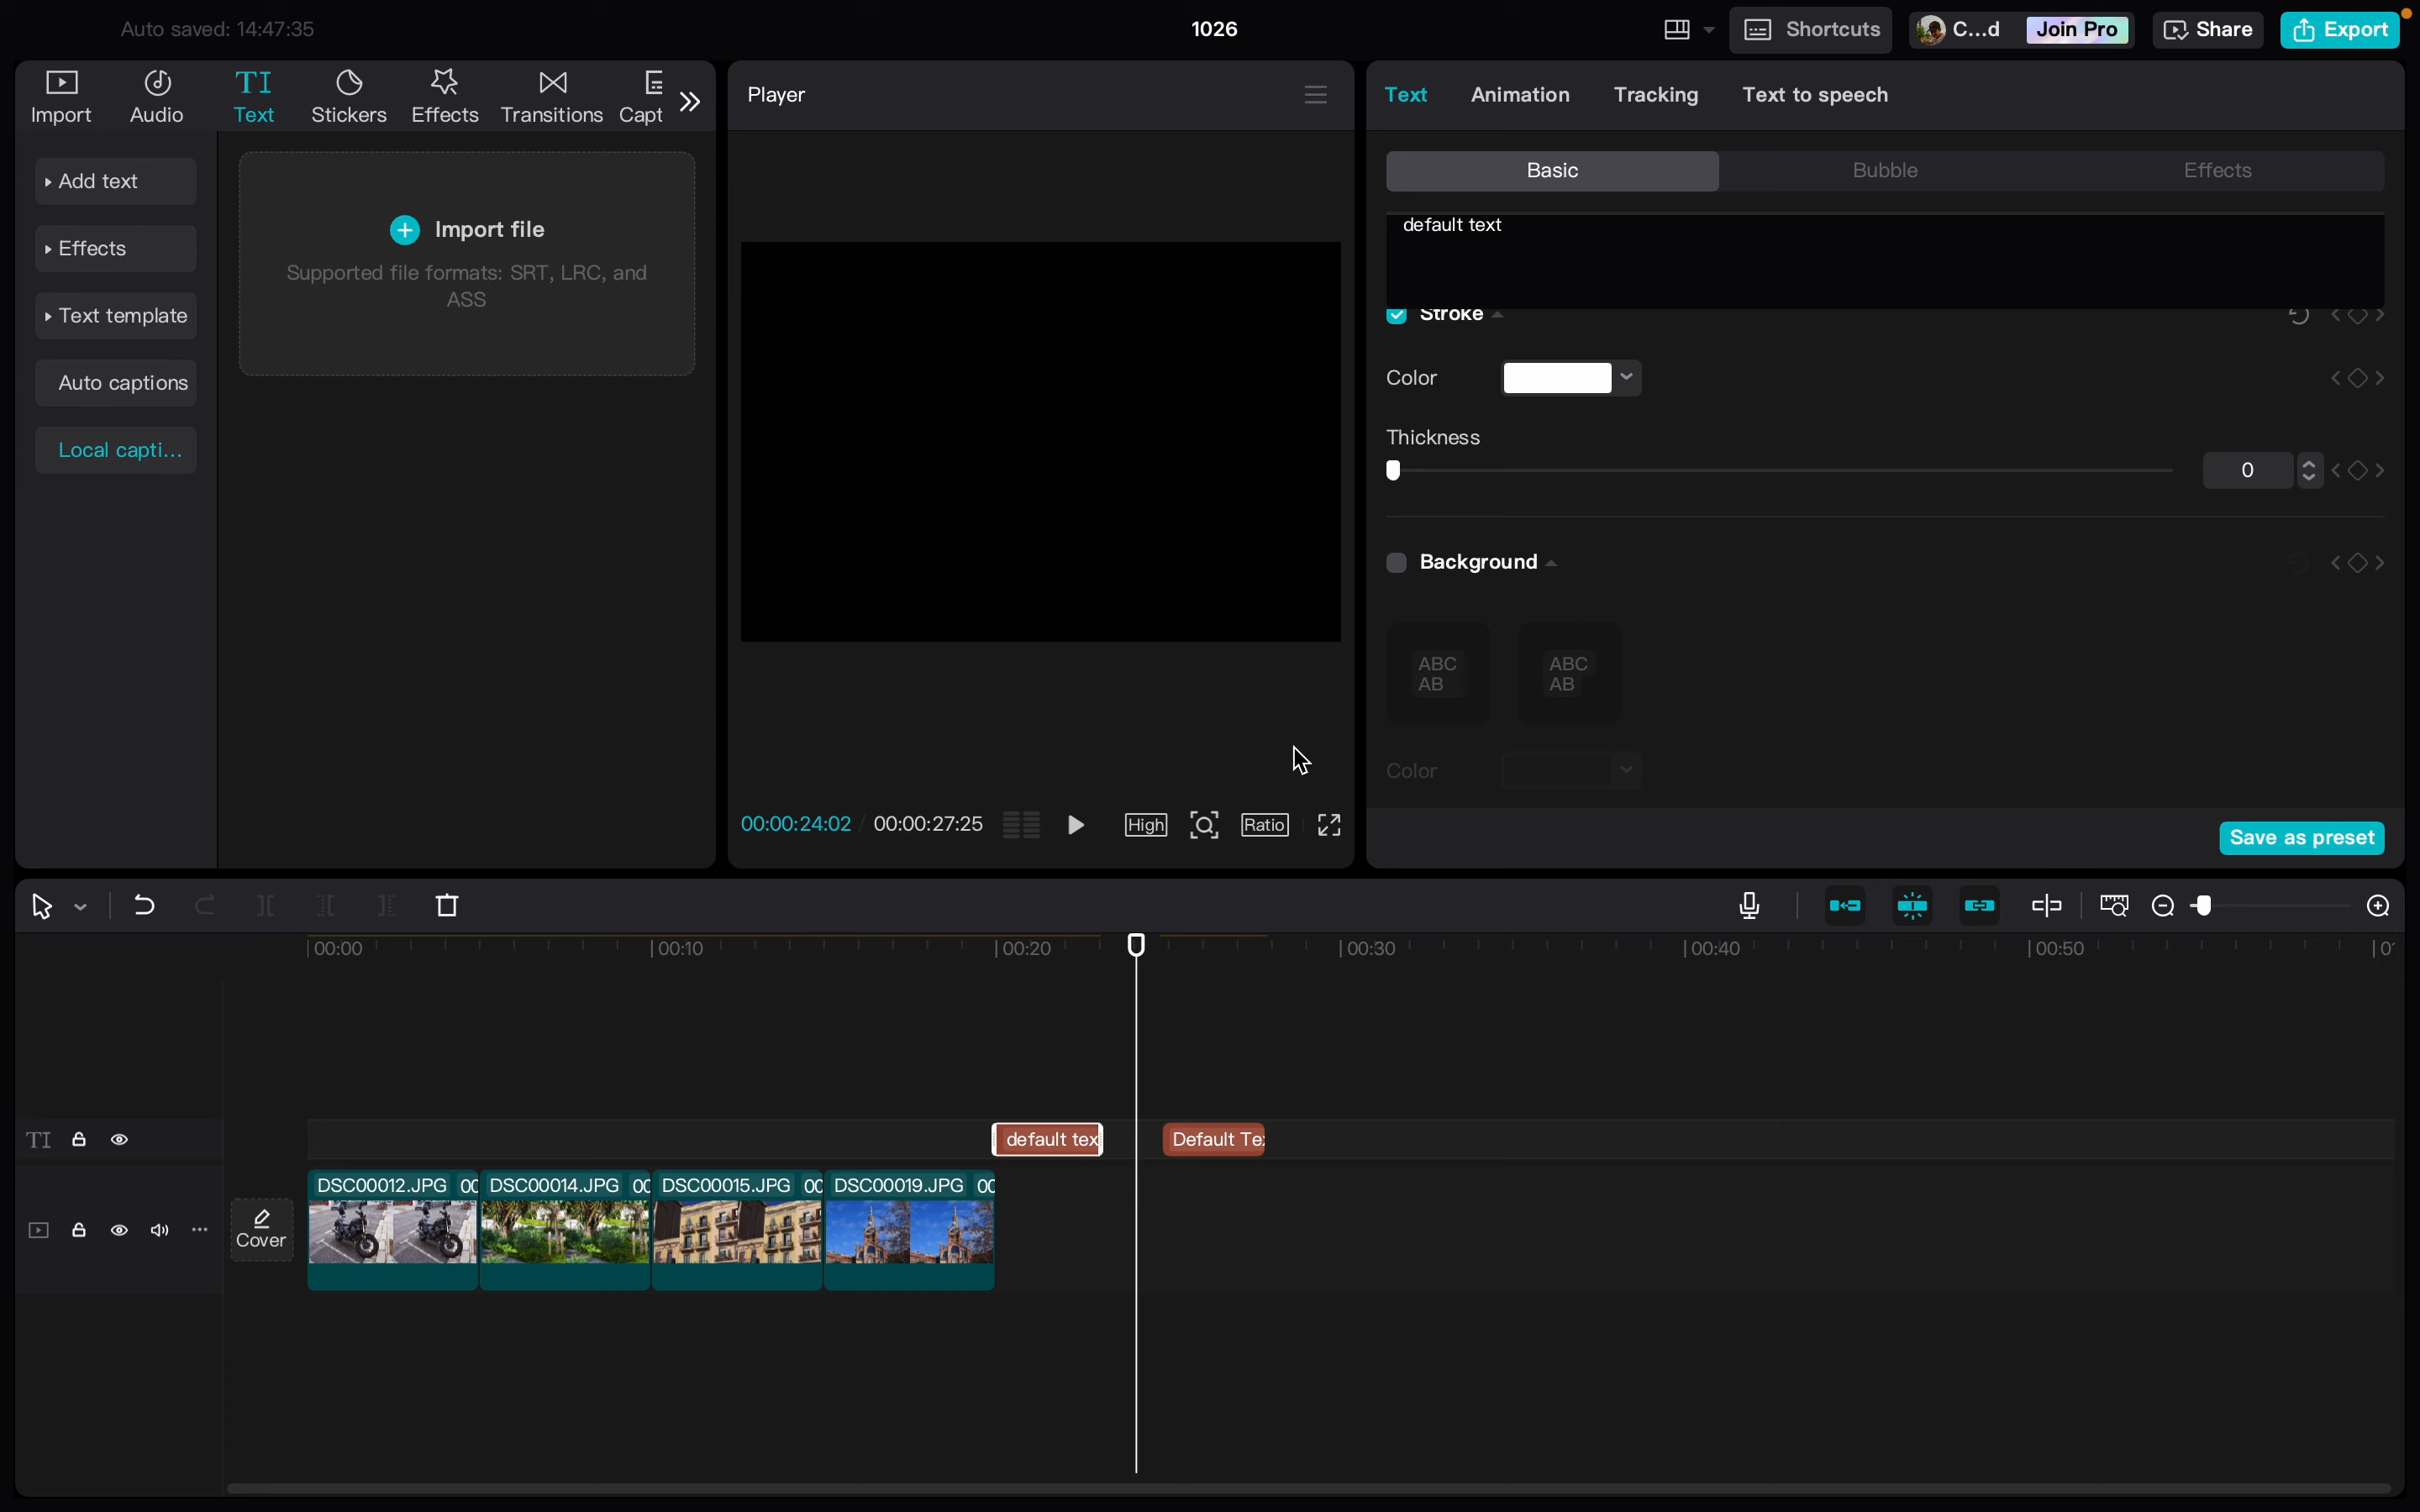 Auto saved: 14:47:35
1026
Shortcuts
C...d
Join Pro
Share
Export
Import
Audio
TI
Text
Stickers
Effects
Transitions
Capt
Add text
Effects
Text template
Auto captions
Local capti...
Import file
Supported file formats: SRT, LRC, and
ASS
Player
00:00:24:02 / 00:00:27:25
High
Ratio
Text
Animation
Tracking
Text to speech
Basic
Bubble
Effects
default text
Stroke
Color
Thickness
0
Background
ABC
AB
ABC
AB
Color
Save as preset
00:00
00:10
00:20
00:30
00:40
00:50
TI
default tex
Default Te
Cover
DSC00012.JPG 00
DSC00014.JPG 00
DSC00015.JPG 00
DSC00019.JPG 00